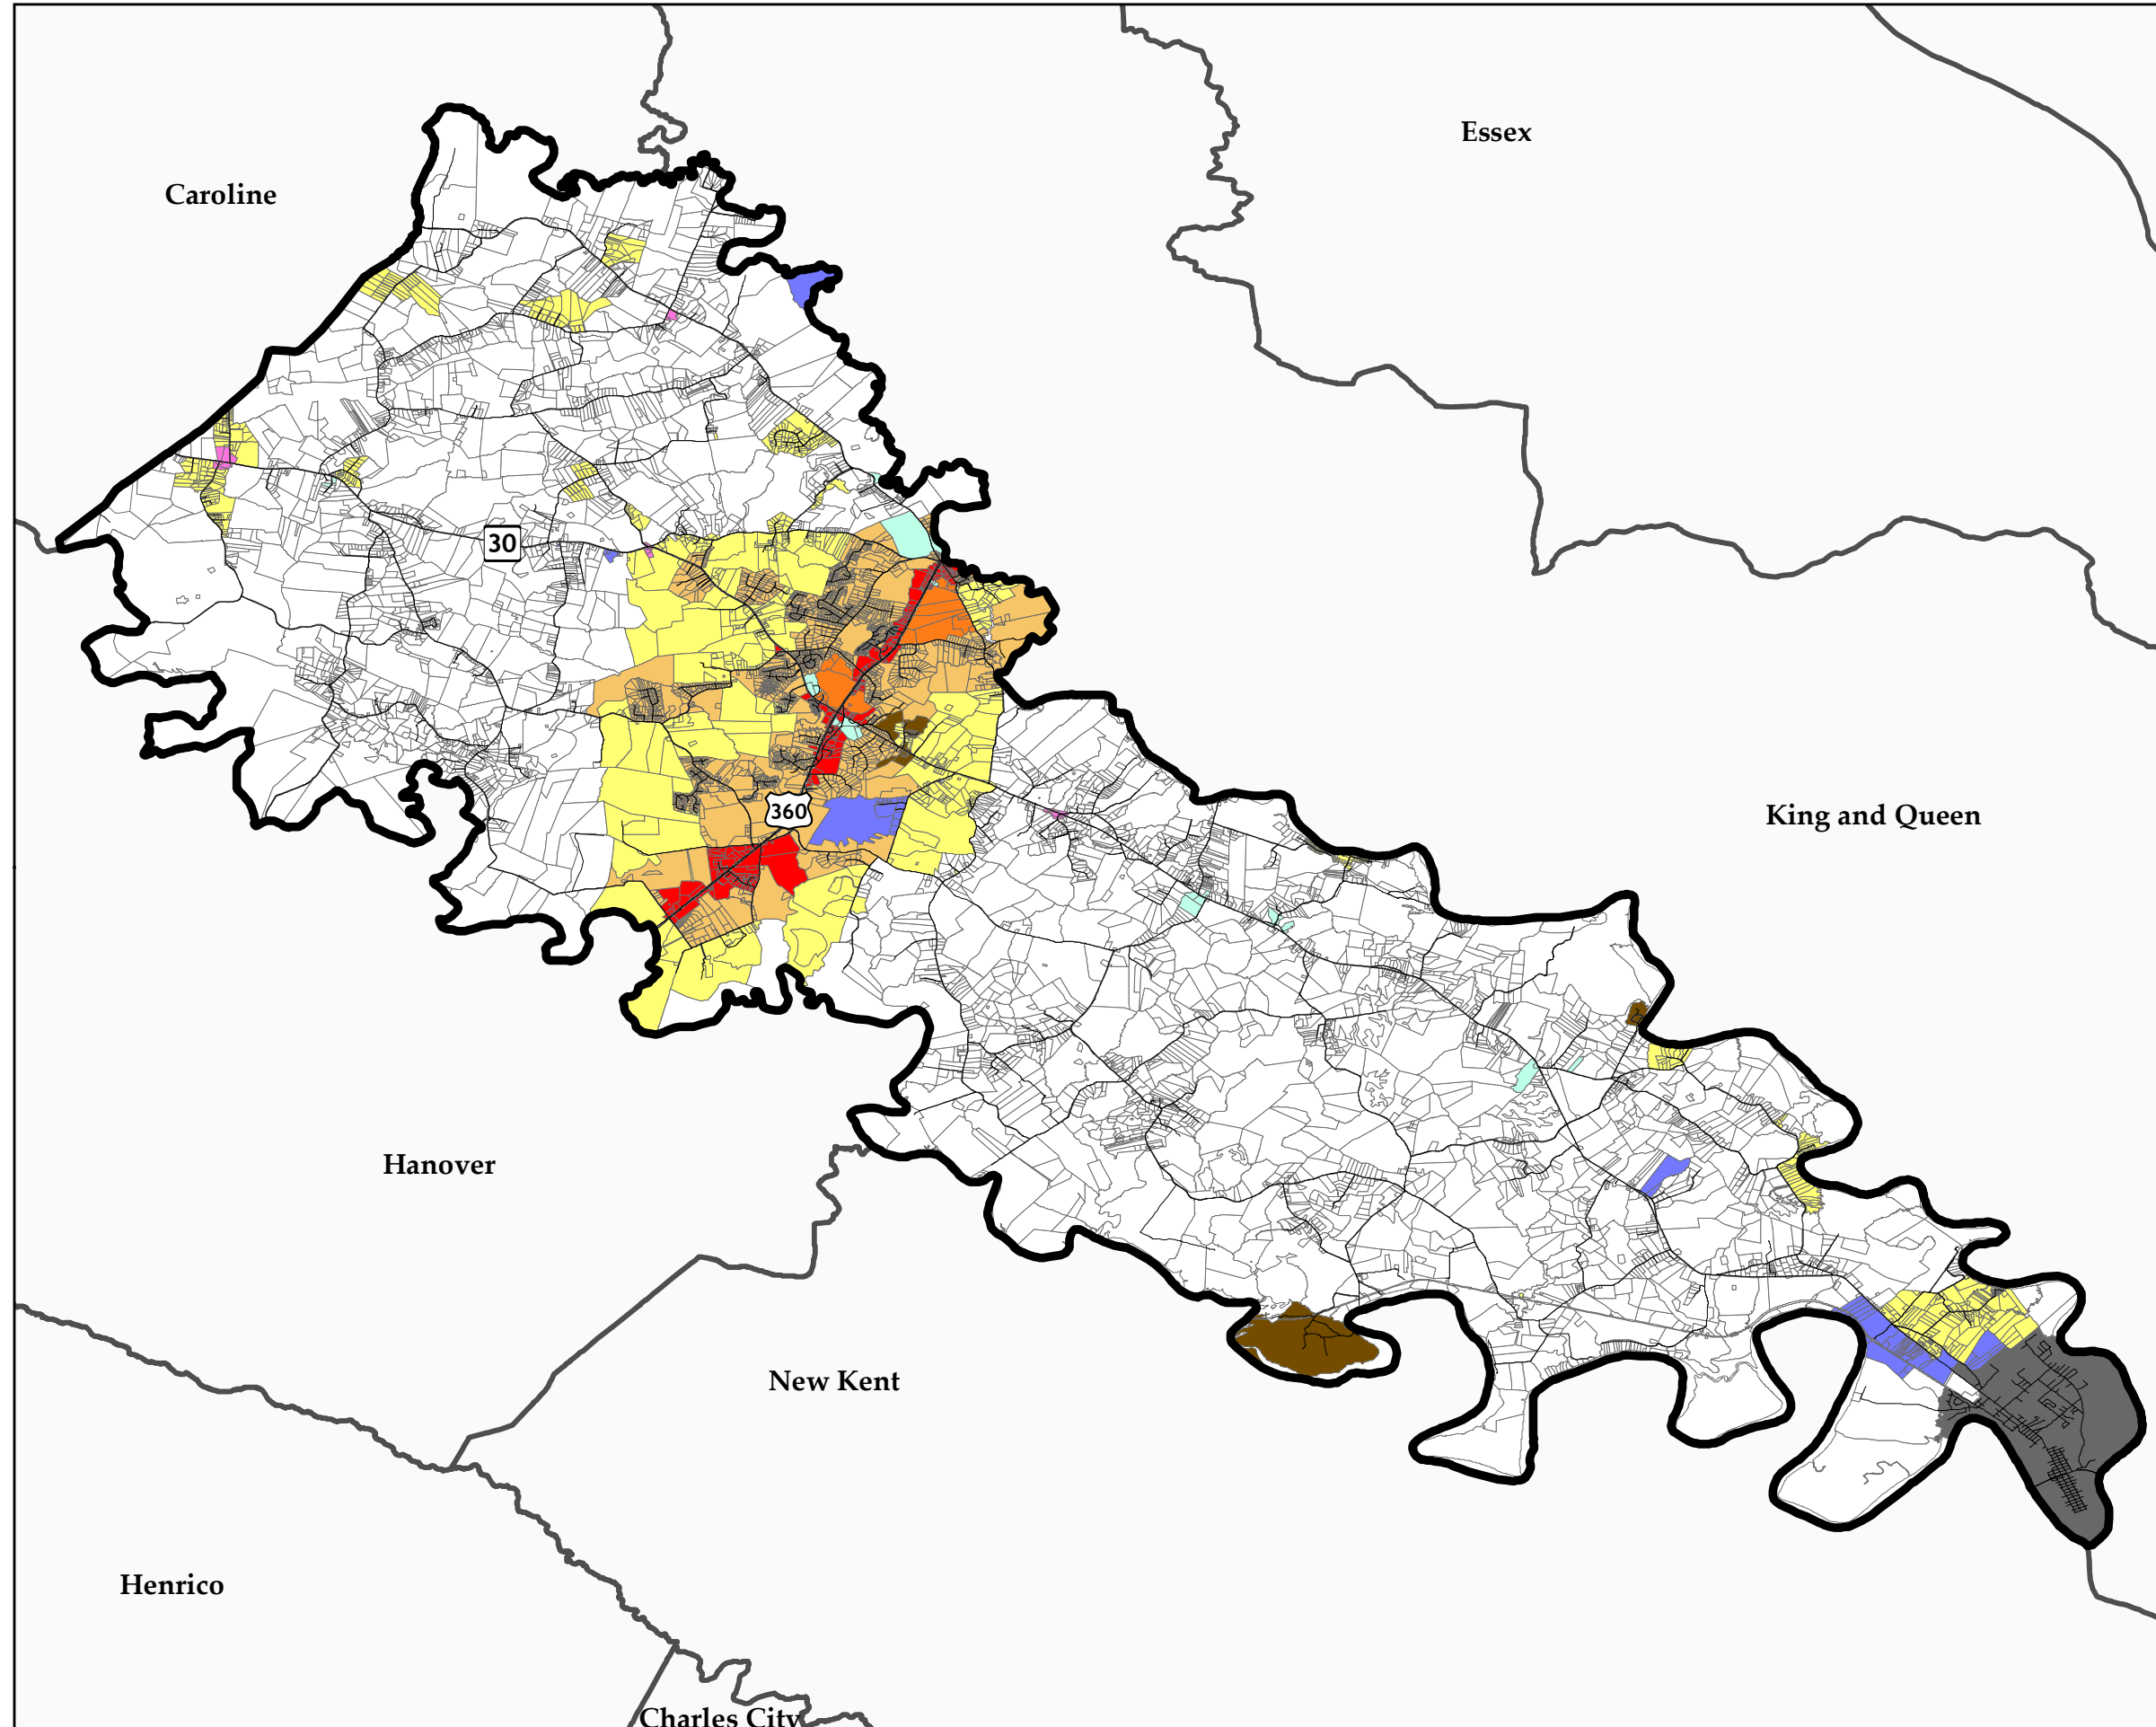 Essex
Caroline
30
360
King and Queen
Hanover
New Kent
Henrico
Charles City